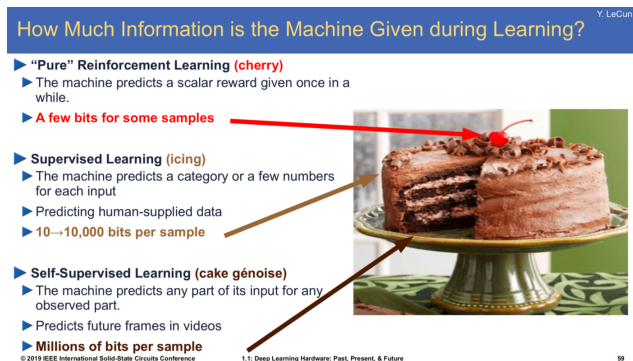 Y. LeCun
How Much Information is the Machine Given during Learning?
“Pure” Reinforcement Learning (cherry)
The machine predicts a scalar reward given once in a
while.
A few bits for some samples
Supervised Learning (icing)
The machine predicts a category or a few numbers
for each input
Predicting human-supplied data
10→10,000 bits per sample
Self-Supervised Learning (cake génoise)
The machine predicts any part of its input for any
observed part.
Predicts future frames in videos
Millions of bits per sample
© 2019 IEEE International Solid-State Circuits Conference 1.1: Deep Learning Hardware: Past, Present, & Future 59